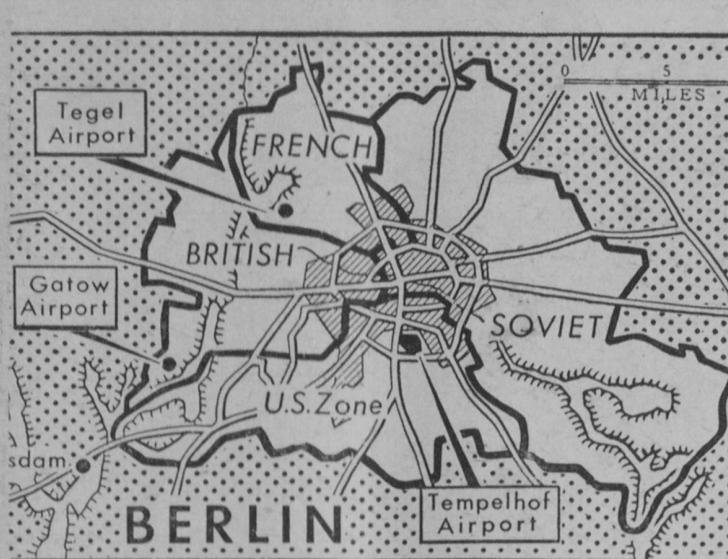 0 5
MILES
Tegel
Airport
FRENCH
BRITISH
Gatow
Airport
SOVIET
U.S. Zone
sdam
Tempelhof
Airport
BERLIN